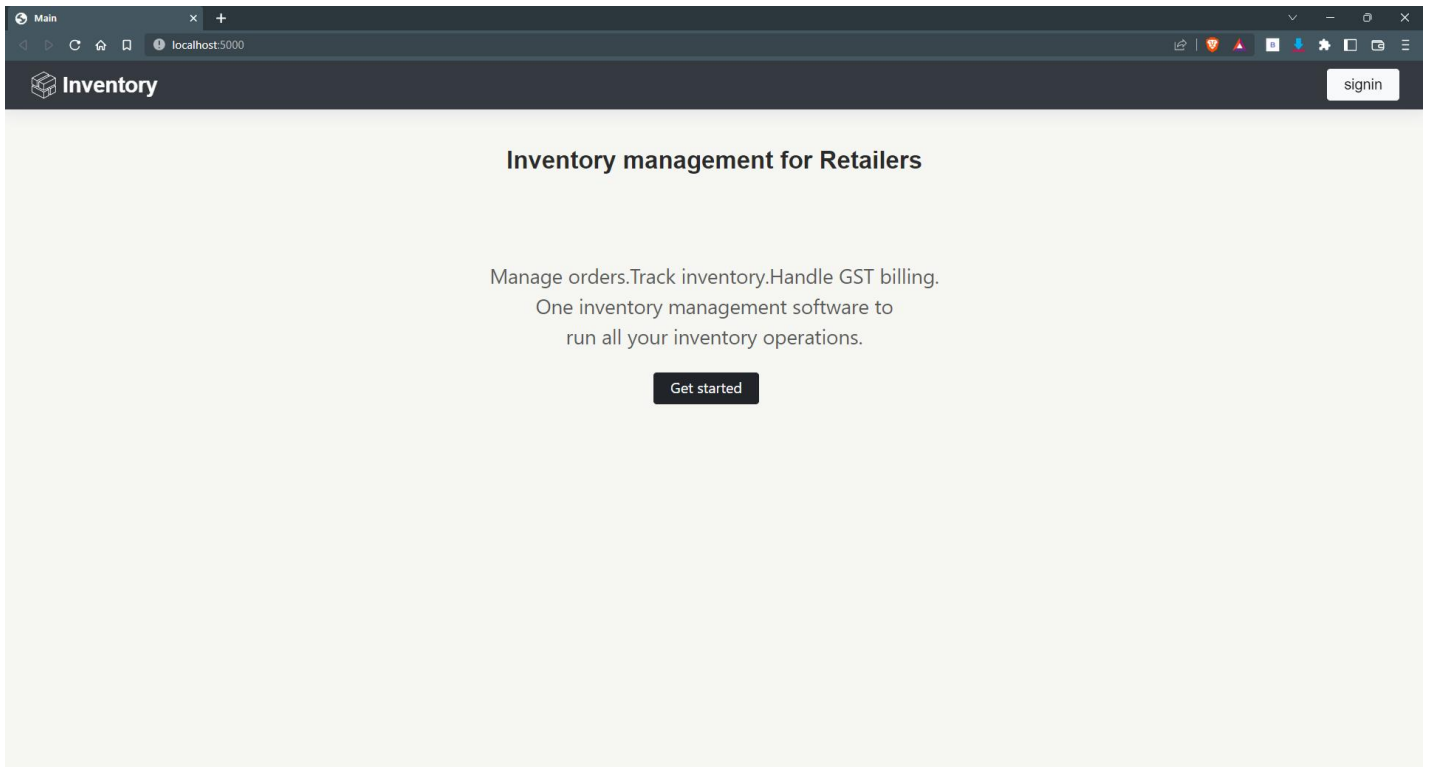 Main
localhost:5000
Inventory
signin
Inventory management for Retailers
Manage orders.Track inventory.Handle GST billing.
One inventory management software to
run all your inventory operations.
Get started